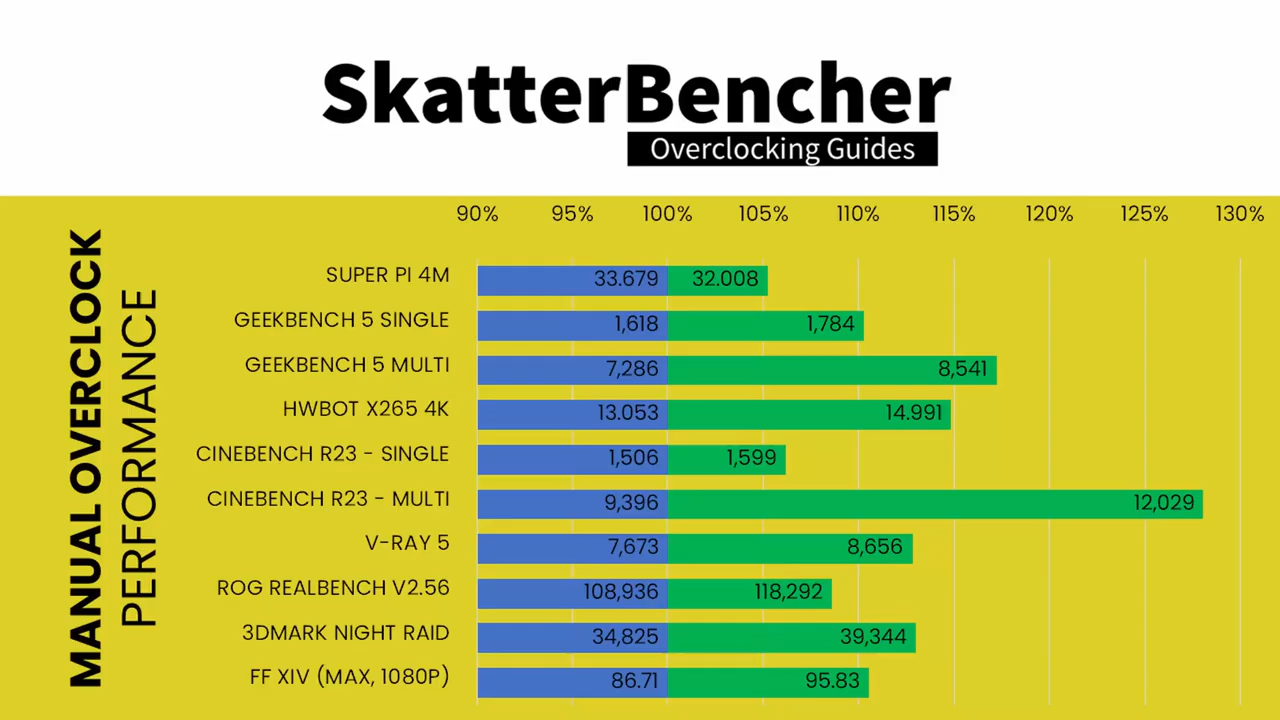 SkatterBencher
Overclocking Guides
MANUAL OVERCLOCK
PERFORMANCE
90% 95% 100% 105% 110% 115% 120% 125% 130%
SUPER PI 4M 33.679 32.008
GEEKBENCH 5 SINGLE 1,618 1,784
GEEKBENCH 5 MULTI 7,286 8,541
HWBOT X265 4K 13.053 14.991
CINEBENCH R23 - SINGLE 1,506 1,599
CINEBENCH R23 - MULTI 9,396 12,029
V-RAY 5 7,673 8,656
ROG REALBENCH V2.56 108,936 118,292
3DMARK NIGHT RAID 34,825 39,344
FF XIV (MAX, 1080P) 86.71 95.83